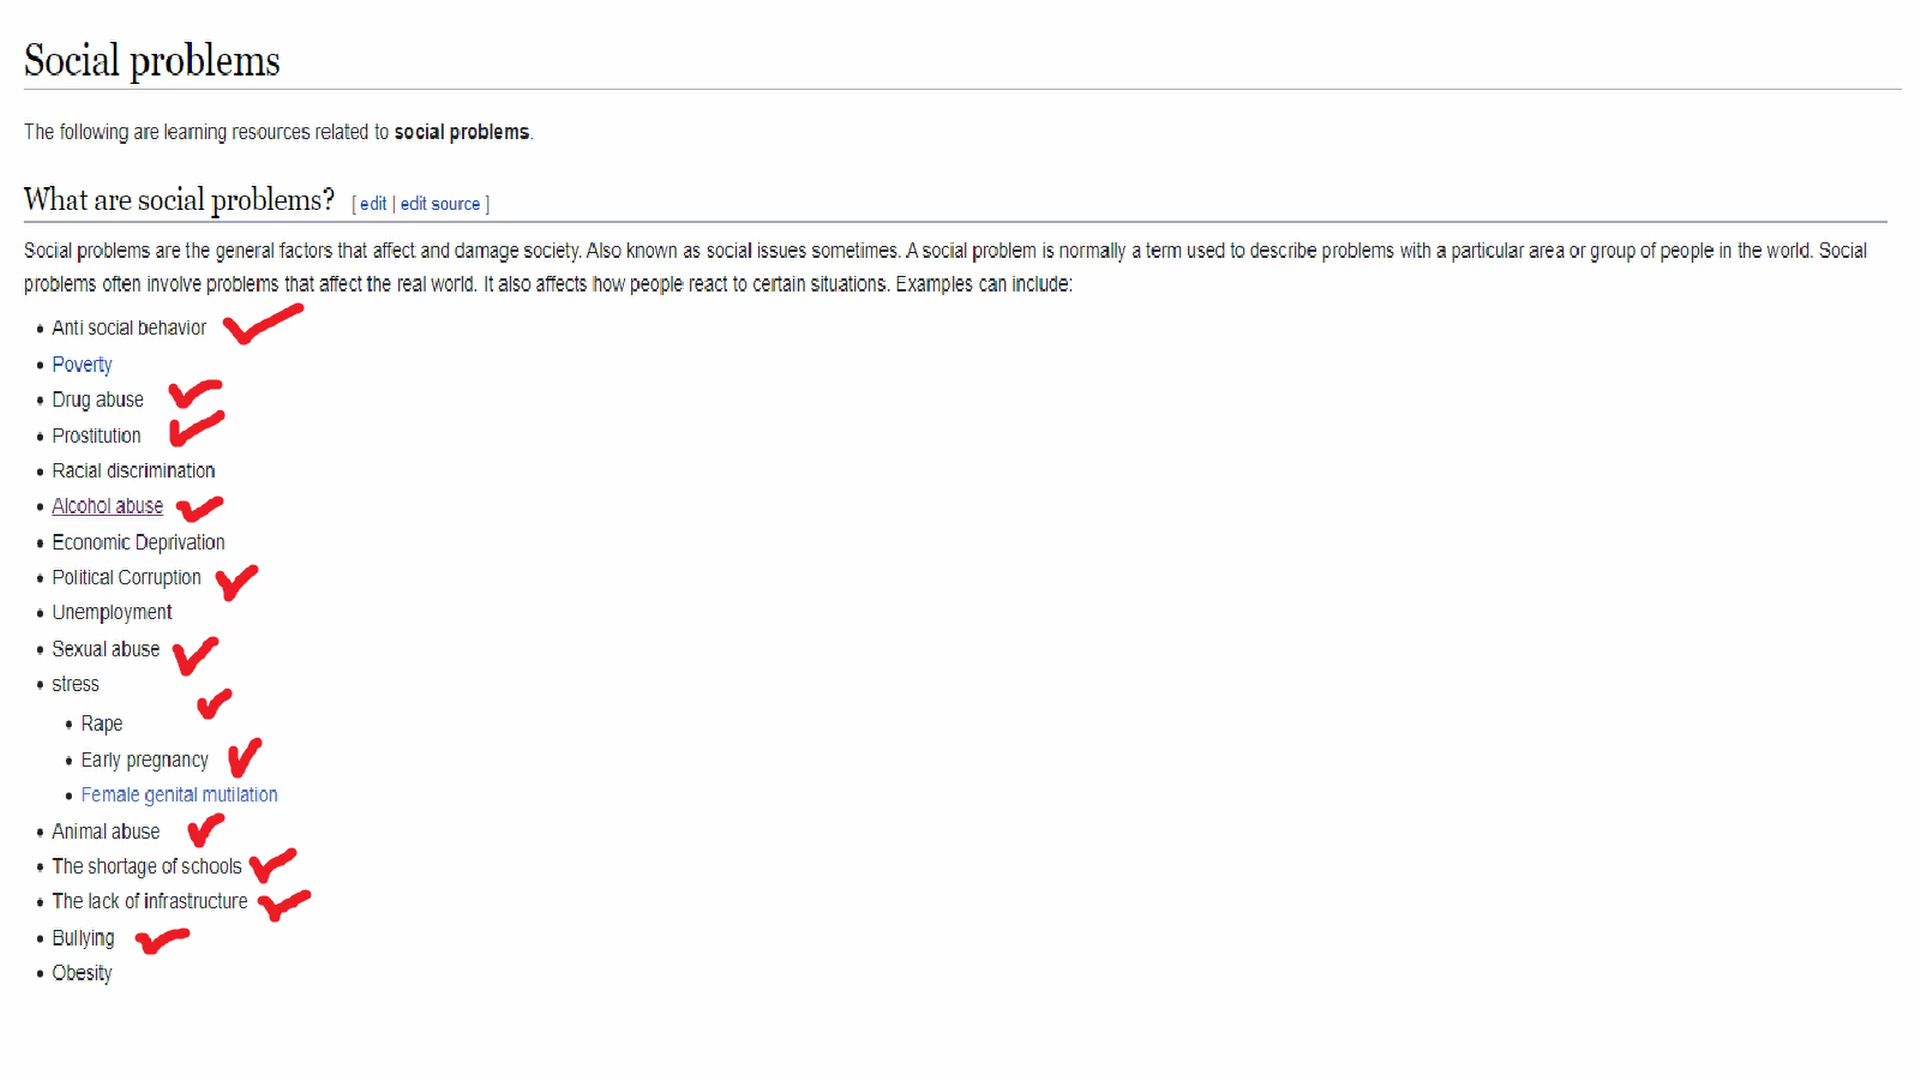 Social problems
The following are learning resources related to social problems.
What are social problems? [ edit | edit source ]
Social problems are the general factors that affect and damage society. Also known as social issues sometimes. A social problem is normally a term used to describe problems with a particular area or group of people in the world. Social
problems often involve problems that affect the real world. It also affects how people react to certain situations. Examples can include:
Anti social behavior
Poverty
Drug abuse
Prostitution
Racial discrimination
Alcohol abuse
Economic Deprivation
Political Corruption
Unemployment
Sexual abuse
stress
Rape
Early pregnancy
Female genital mutilation
Animal abuse
The shortage of schools
The lack of infrastructure
Bullying
Obesity